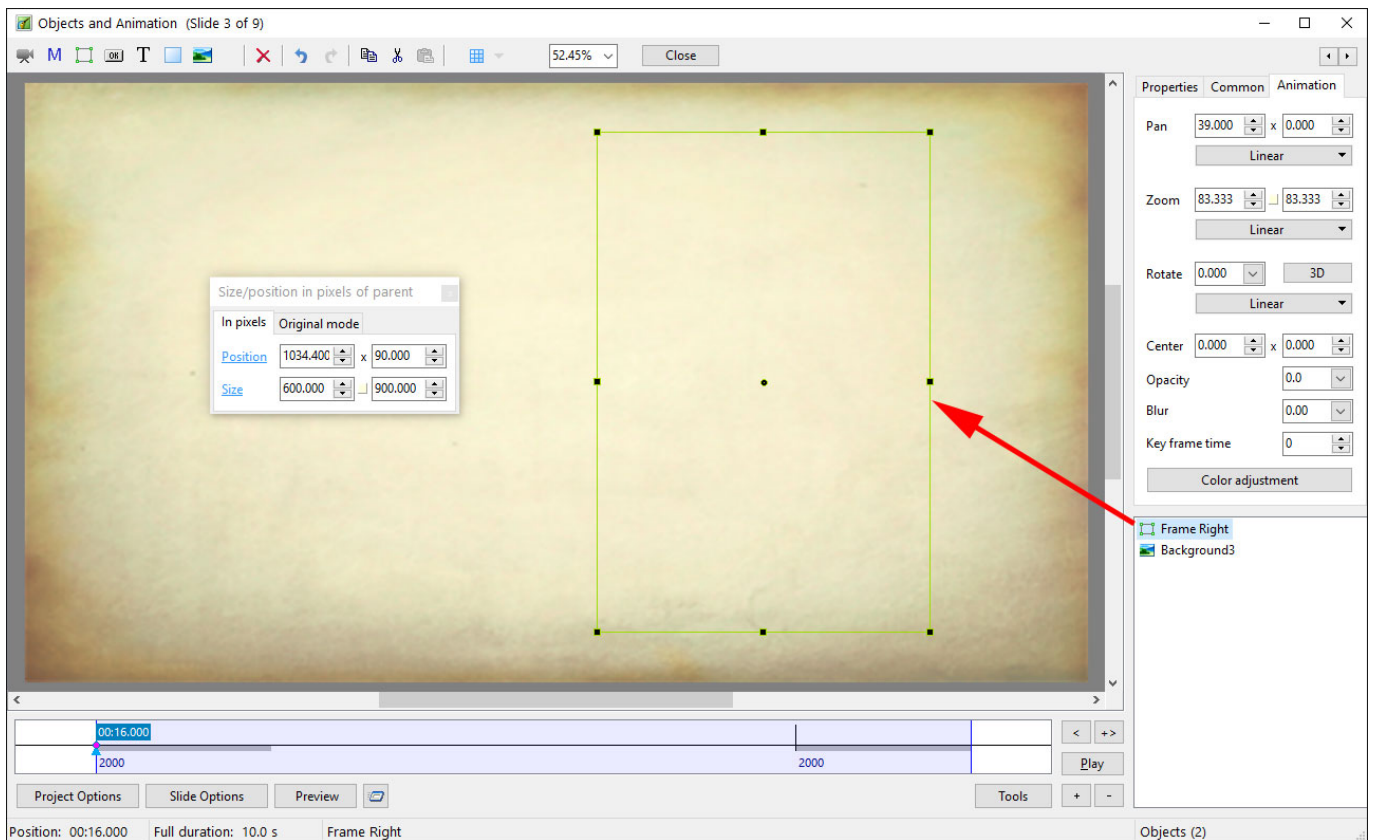 Objects and Animation (Slide 3 of 9)
M OK T 52.45% Close
Properties Common Animation
Pan 39.000 x 0.000
Linear
Zoom 83.333 83.333
Linear
Rotate 0.000 3D
Linear
Center 0.000 x 0.000
Opacity 0.0
Blur 0.00
Key frame time 0
Color adjustment
Size/position in pixels of parent
In pixels Original mode
Position 1034.400 x 90.000
Size 600.000 900.000
Frame Right
Background3
00:16.000
2000 2000
< +>
Play
Project Options Slide Options Preview Tools + -
Position: 00:16.000 Full duration: 10.0 s Frame Right Objects (2)